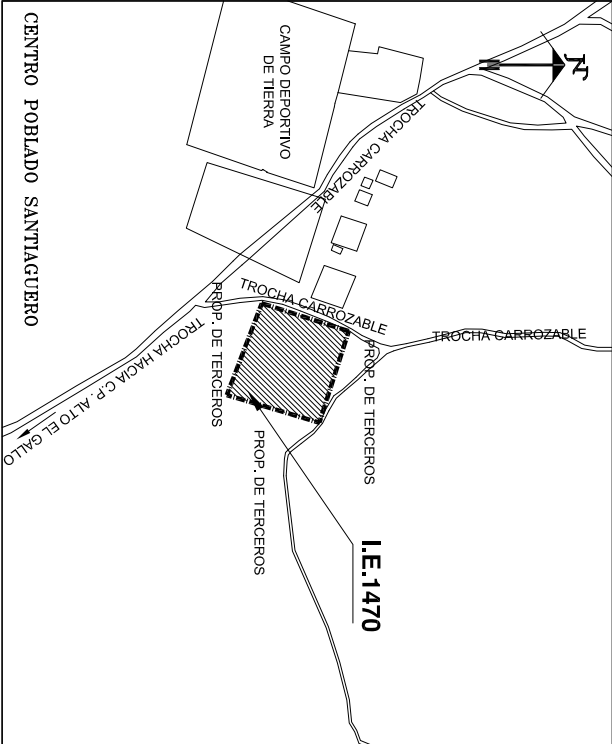 N
CAMPO DEPORTIVO
DE TIERRA
CENTRO POBLADO SANTIAGUERO
TROCHA CARROZABLE
TROCHA CARROZABLE
TROCHA CARROZABLE
PROP. DE TERCEROS
PROP. DE TERCEROS
PROP. DE TERCEROS
TROCHA HACIA C.P. ALTO EL GALLO
I.E.1470